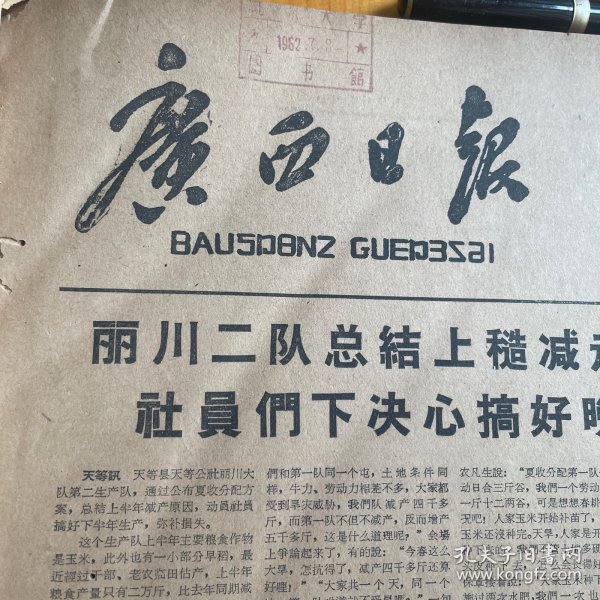 大学
1962.7.8
图书館
廣西日報
BAUƼƋƟNƧ GUEƋЗƧƟI
丽川二队总結上糙减
社員們下决心搞好
天等訊 天等县天等公社丽川大
队第二生产队，通过公布夏收分配方
案，总結上半年减产原因，动員社員
搞好下半年生产，弥补损失。
这个生产队上半年主要粮食作物
是玉米，此外也有一小部分早稻，最
近經过干部、老农临田估产，上半年
粮食产量只有二万斤，比去年同期减
們和第一队同一个屯，土地条件同
样，牛力、劳动力相差不多，大家都
受到旱灾威胁，我們队减产四千多
斤，而第一队不但不减产，反而增产
五千多斤，这是什么道理呢？”会場
上爭論起来了，有的說：“今春这么
大旱，怎抗得了，减产四千多斤还算
好哩！”“大家共一个天，同一个
农凡生說：“夏收分配第一队
动日合三斤谷，我們一个劳动
一斤十二两谷，可是想想春耕
况吧！人家玉米开始补苗了，
玉米还沒种完。天旱，人家